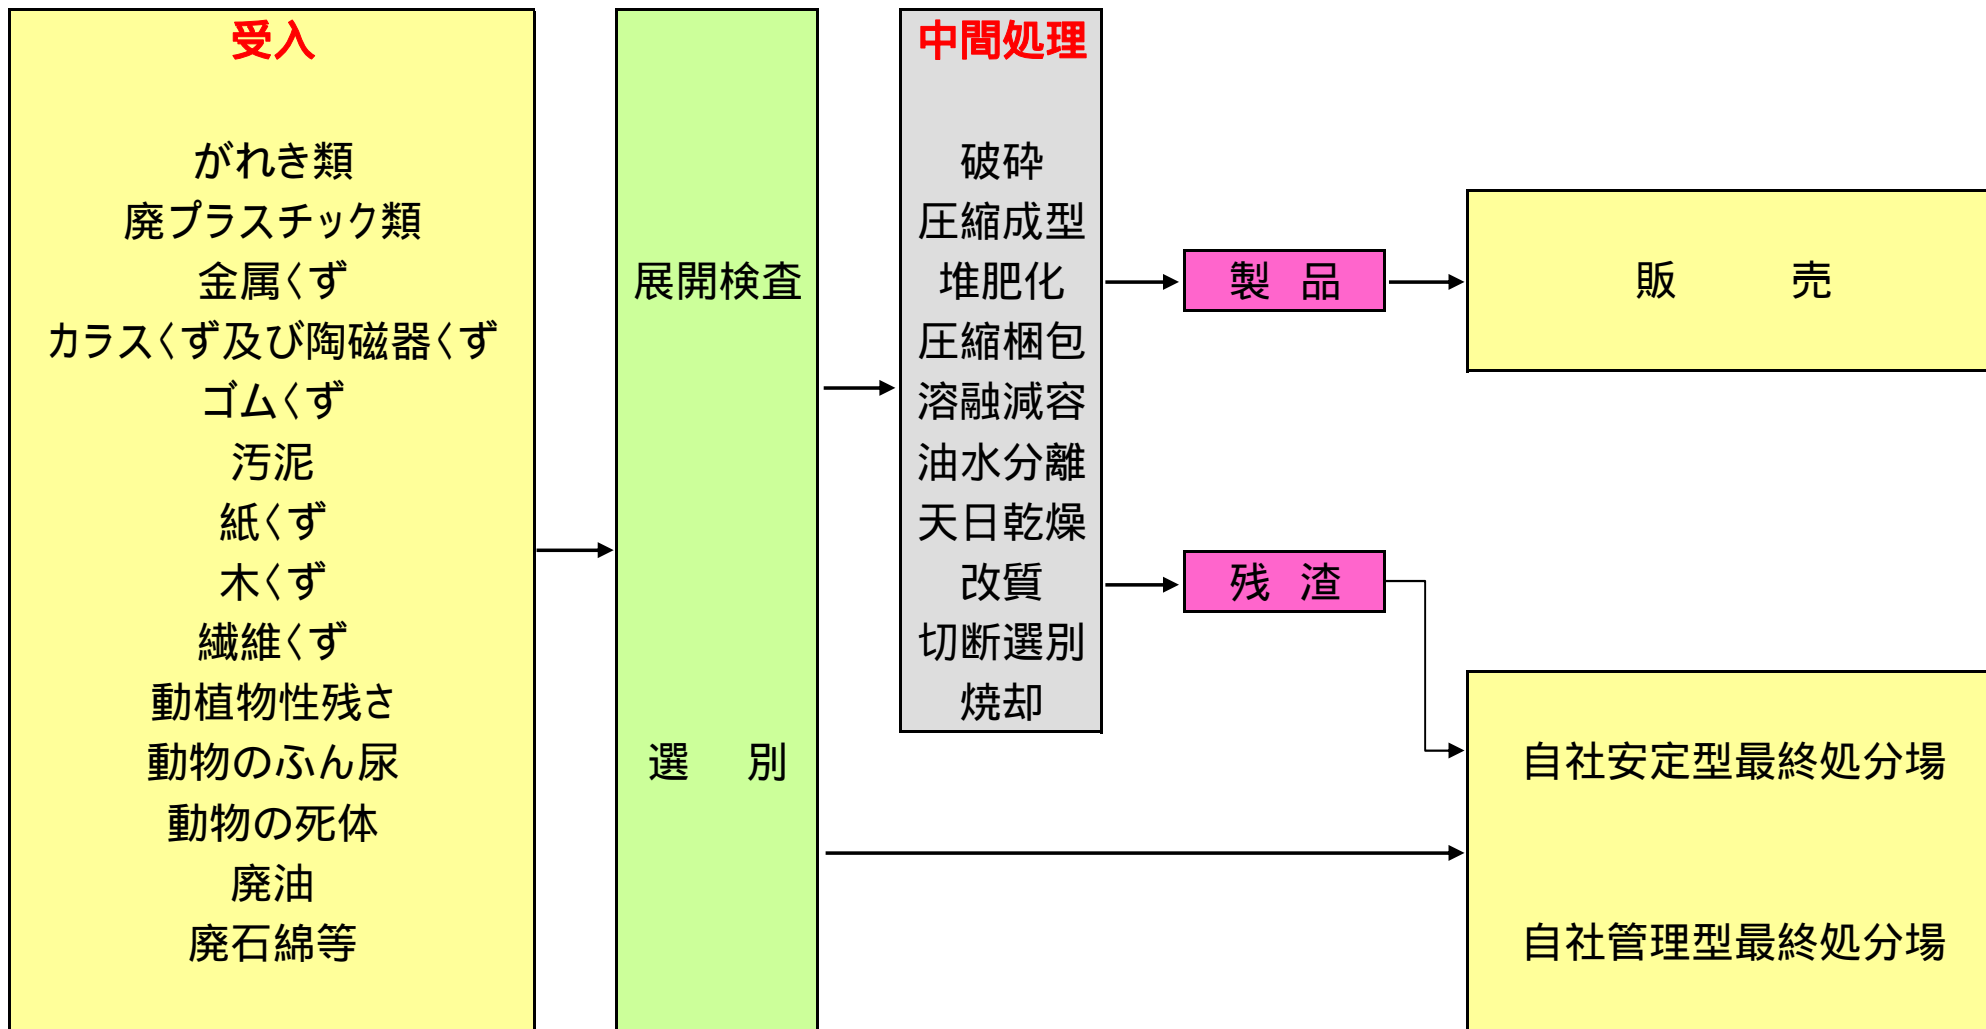 受入
がれき類
廃プラスチック類
金属くず
カラスくず及び陶磁器くず
ゴムくず
汚泥
紙くず
木くず
繊維くず
動植物性残さ
動物のふん尿
動物の死体
廃油
廃石綿等
展開検査
選 別
中間処理
破砕
圧縮成型
堆肥化
圧縮梱包
溶融減容
油水分離
天日乾燥
改質
切断選別
焼却
製 品
残 渣
販 売
自社安定型最終処分場
自社管理型最終処分場